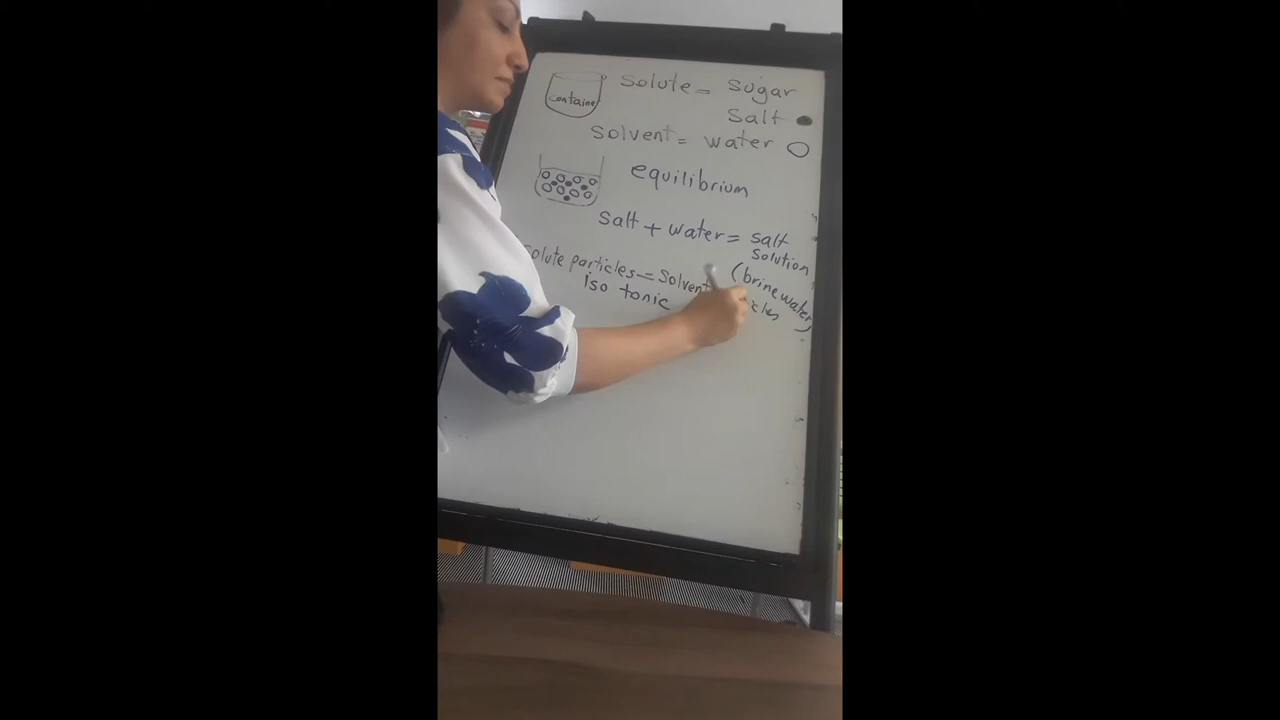 container
solute = sugar
salt
solvent = water
equilibrium
salt + water = salt
solution
(brine water)
solute particles = solvent
iso tonic